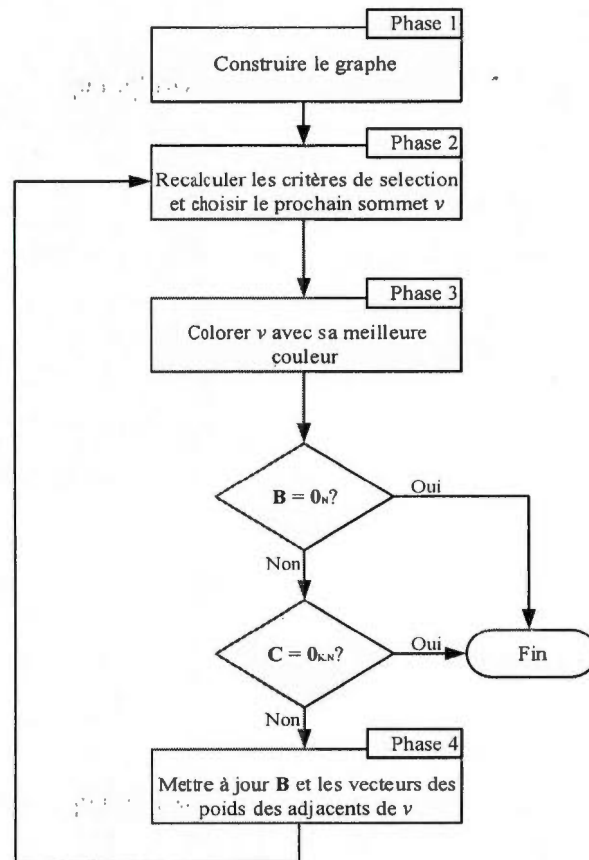 Phase 1
Construire le graphe
Phase 2
Recalculer les critères de selection
et choisir le prochain sommet v
Phase 3
Colorer v avec sa meilleure
couleur
B = 0N?
Oui
Non
C = 0K,N?
Oui
Fin
Non
Phase 4
Mettre à jour B et les vecteurs des
poids des adjacents de v